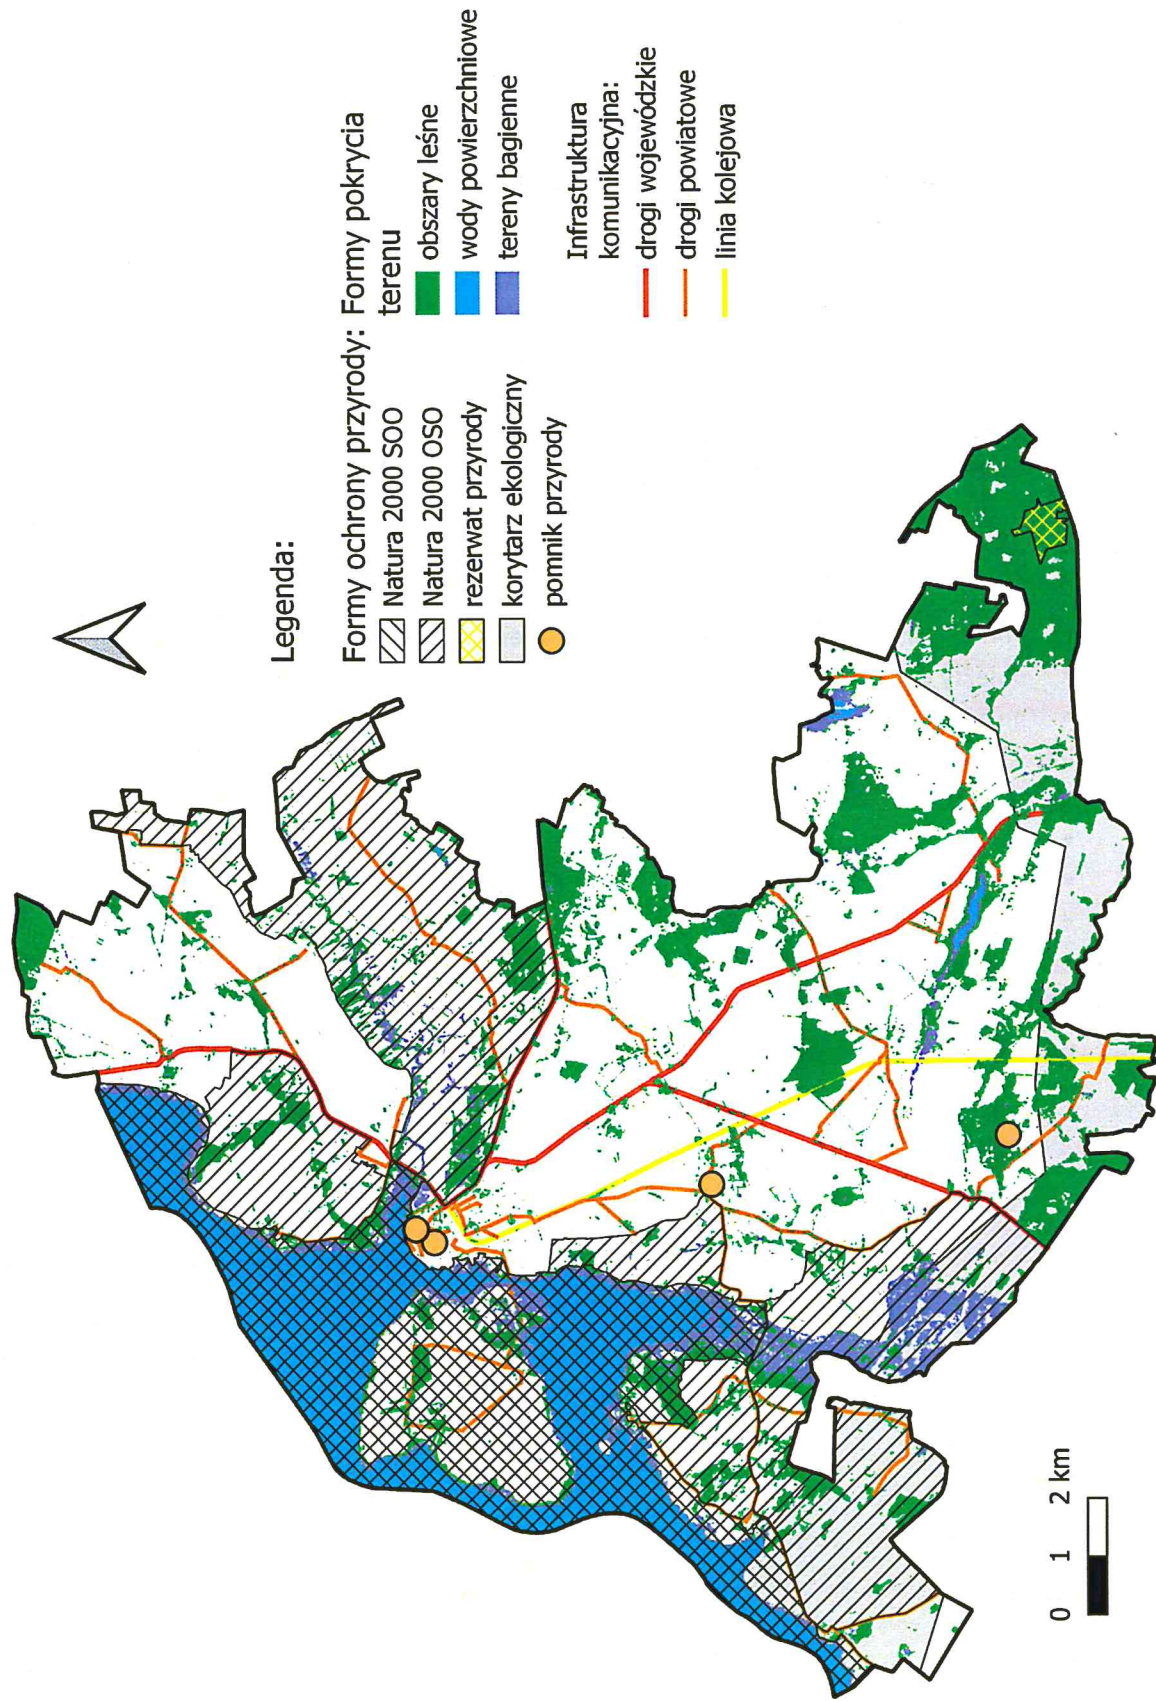 Legenda:
Formy ochrony przyrody:
Natura 2000 SOO
Natura 2000 OSO
rezerwat przyrody
korytarz ekologiczny
pomnik przyrody
Formy pokrycia
terenu
obszary leśne
wody powierzchniowe
tereny bagienne
Infrastruktura
komunikacyjna:
drogi wojewódzkie
drogi powiatowe
linia kolejowa
0 1 2 km